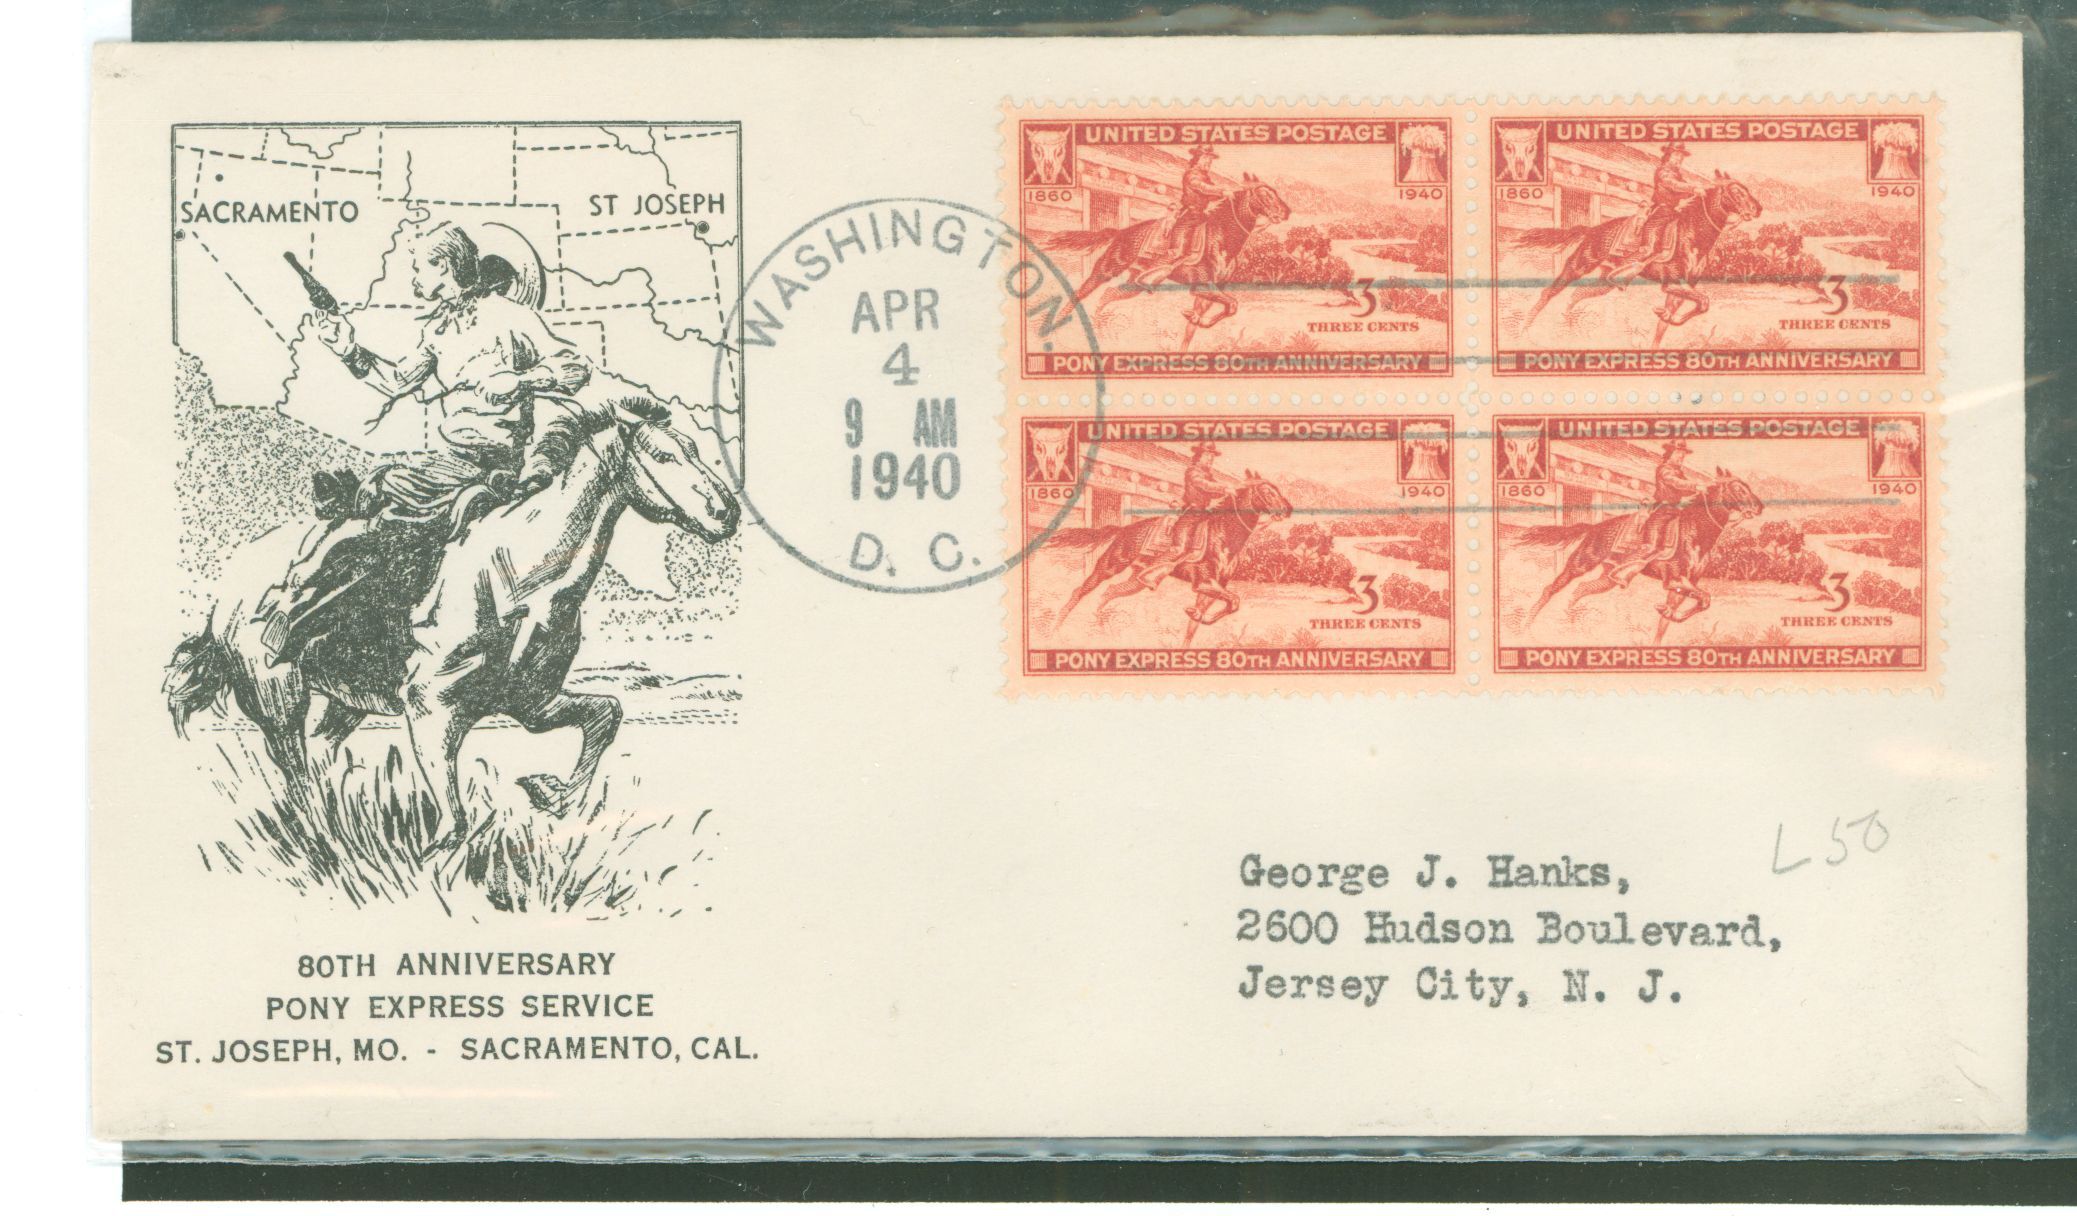 SACRAMENTO
ST JOSEPH
80TH ANNIVERSARY
PONY EXPRESS SERVICE
ST. JOSEPH, MO. - SACRAMENTO, CAL.
WASHINGTON.
APR
4
9 AM
1940
D. C.
UNITED STATES POSTAGE
1860 1940
3
THREE CENTS
PONY EXPRESS 80TH ANNIVERSARY
UNITED STATES POSTAGE
1860 1940
3
THREE CENTS
PONY EXPRESS 80TH ANNIVERSARY
UNITED STATES POSTAGE
1860 1940
3
THREE CENTS
PONY EXPRESS 80TH ANNIVERSARY
UNITED STATES POSTAGE
1860 1940
3
THREE CENTS
PONY EXPRESS 80TH ANNIVERSARY
L 50
George J. Hanks,
2600 Hudson Boulevard,
Jersey City, N. J.